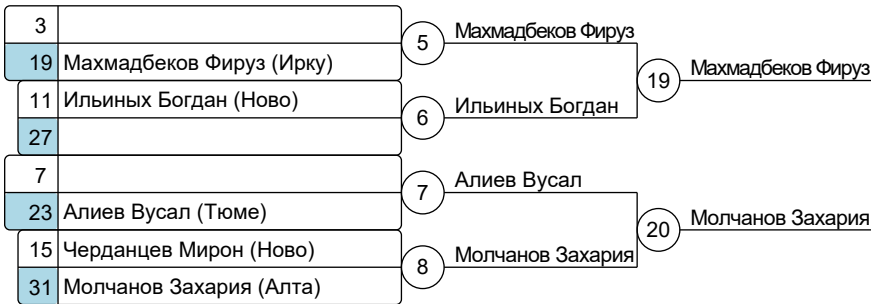 3
19 Махмадбеков Фируз (Ирку)
5
Махмадбеков Фируз
11 Ильиных Богдан (Ново)
27
6
Ильиных Богдан
19
Махмадбеков Фируз
7
23 Алиев Вусал (Тюме)
7
Алиев Вусал
15 Черданцев Мирон (Ново)
31 Молчанов Захария (Алта)
8
Молчанов Захария
20
Молчанов Захария